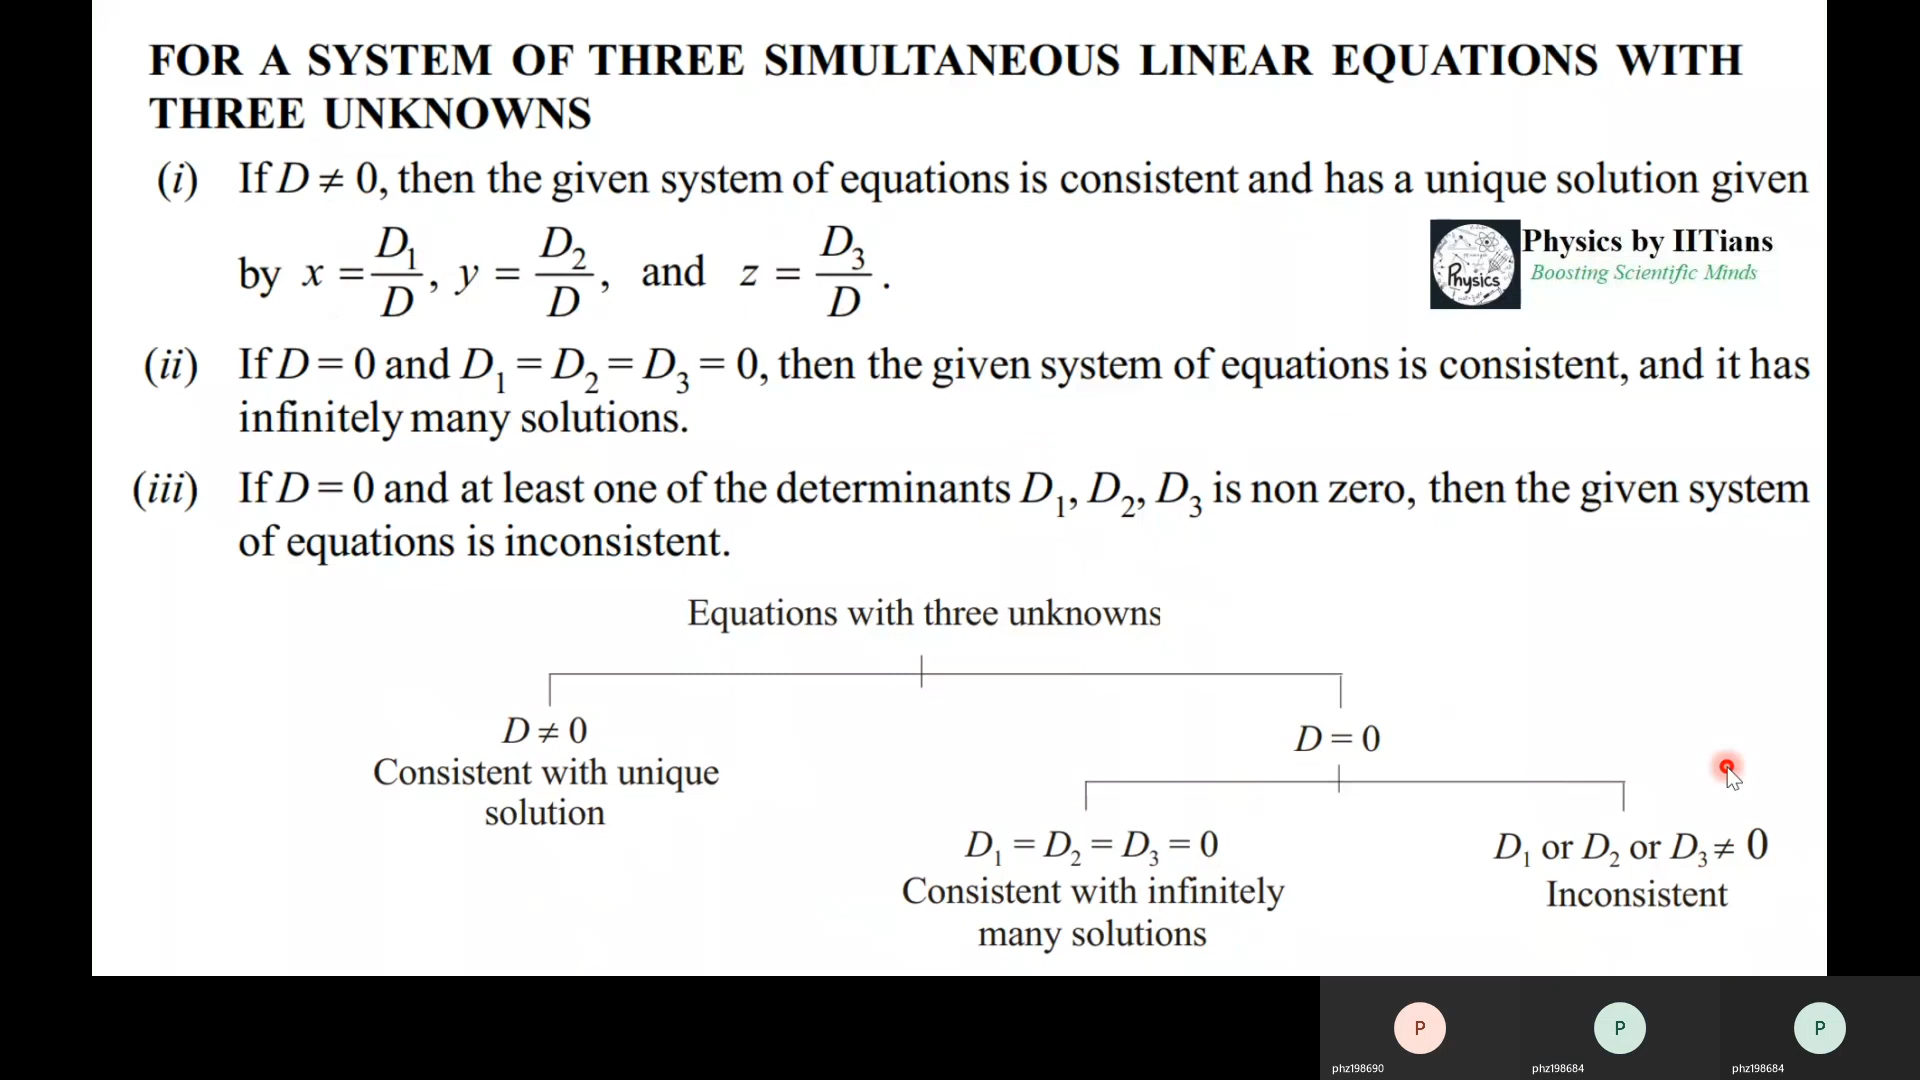 FOR A SYSTEM OF THREE SIMULTANEOUS LINEAR EQUATIONS WITH
THREE UNKNOWNS
(i) If D ≠ 0, then the given system of equations is consistent and has a unique solution given
by x = D₁/D, y = D₂/D, and z = D₃/D.
Physics
Physics by IITians
Boosting Scientific Minds
(ii) If D = 0 and D₁ = D₂ = D₃ = 0, then the given system of equations is consistent, and it has
infinitely many solutions.
(iii) If D = 0 and at least one of the determinants D₁, D₂, D₃ is non zero, then the given system
of equations is inconsistent.
Equations with three unknowns
D ≠ 0
Consistent with unique
solution
D = 0
D₁ = D₂ = D₃ = 0
Consistent with infinitely
many solutions
D₁ or D₂ or D₃ ≠ 0
Inconsistent
P
phz198690
P
phz198684
P
phz198684